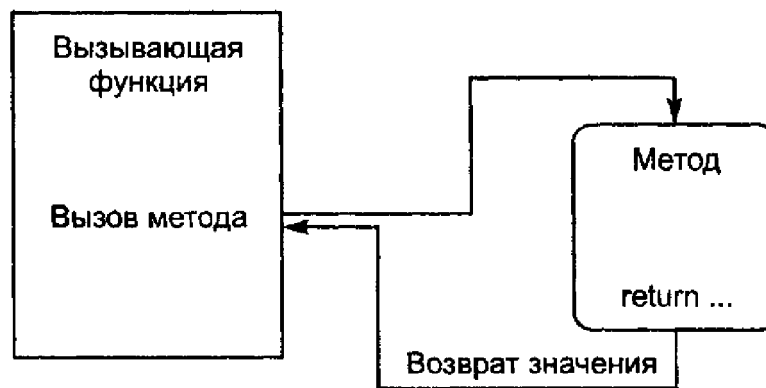 Вызывающая
функция
Вызов метода
Метод
return ...
Возврат значения